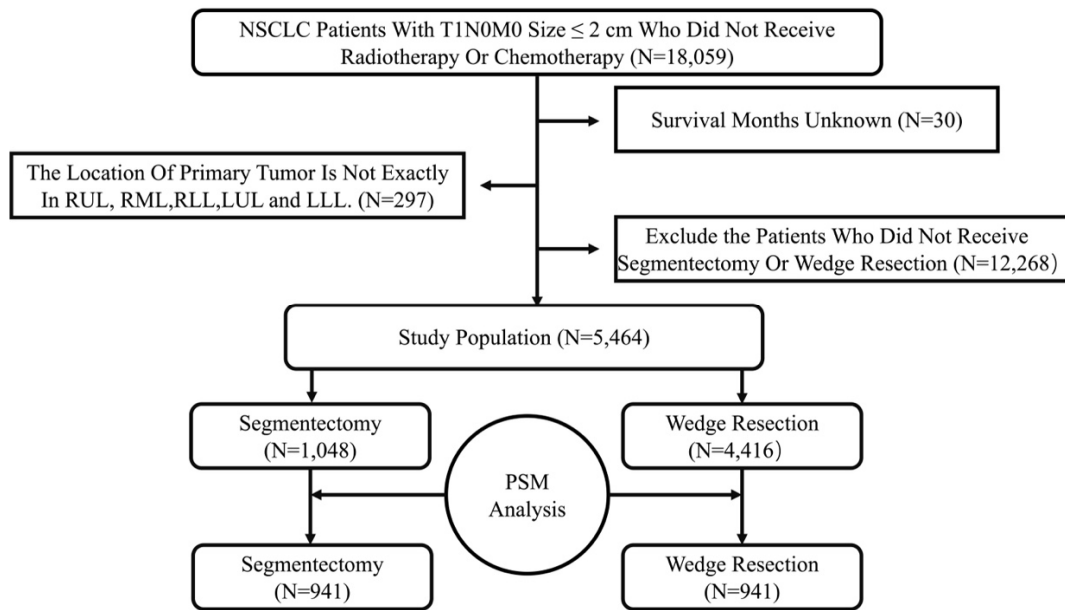 NSCLC Patients With T1N0M0 Size ≤ 2 cm Who Did Not Receive
Radiotherapy Or Chemotherapy (N=18,059)
Survival Months Unknown (N=30)
The Location Of Primary Tumor Is Not Exactly
In RUL, RML,RLL,LUL and LLL. (N=297)
Exclude the Patients Who Did Not Receive
Segmentectomy Or Wedge Resection (N=12,268）
Study Population (N=5,464)
Segmentectomy
(N=1,048)
Wedge Resection
(N=4,416）
PSM
Analysis
Segmentectomy
N=941)
Wedge Resection
N=941)